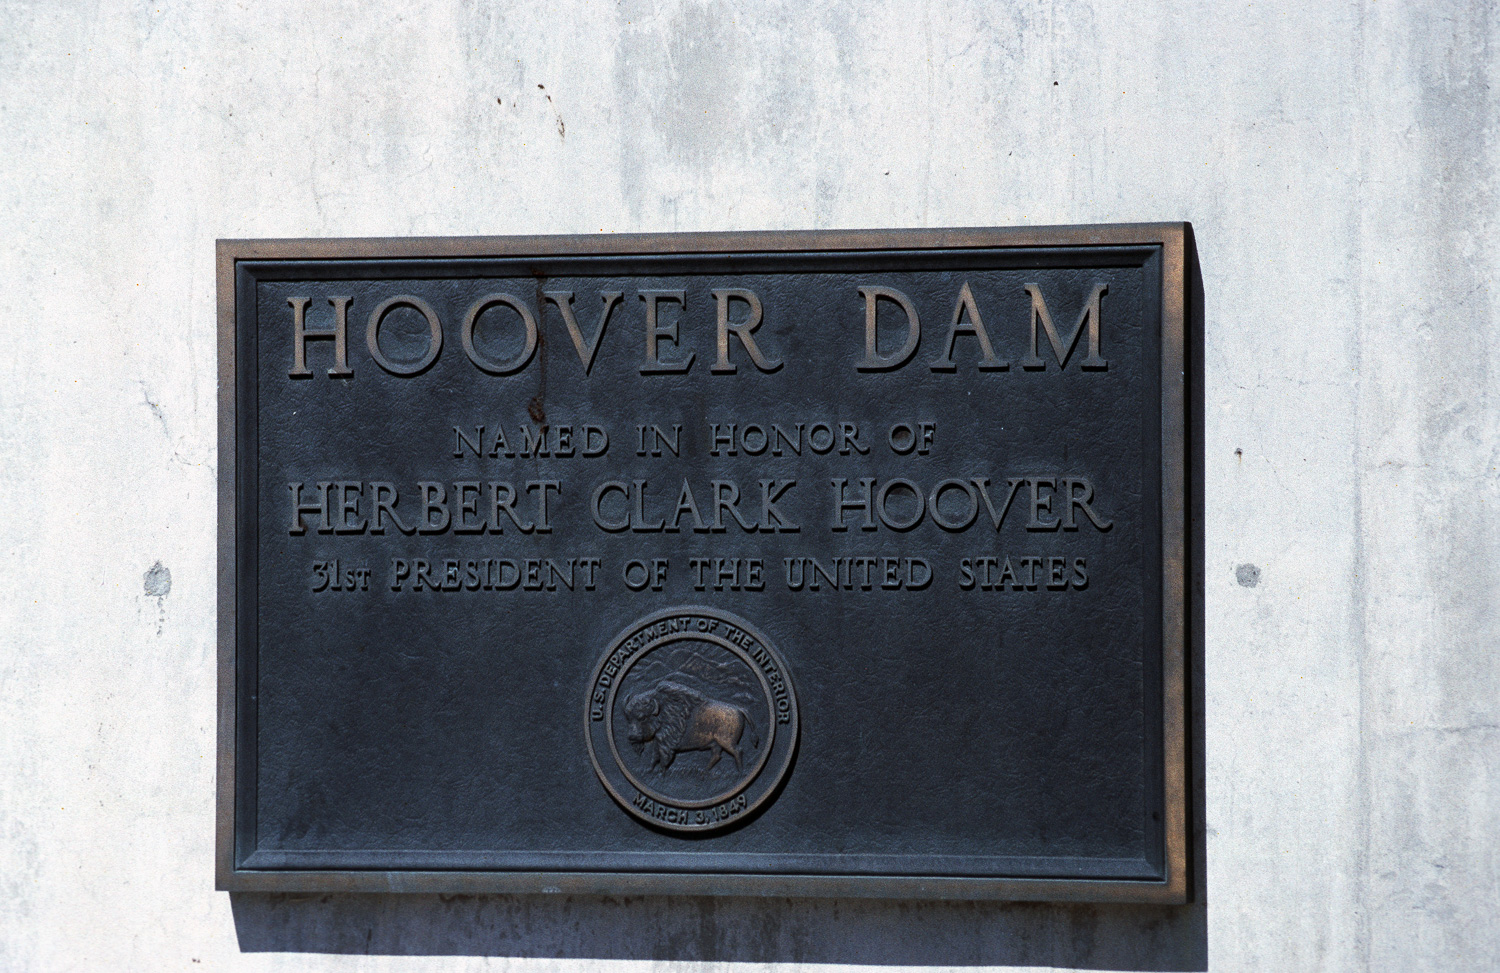 HOOVER DAM
NAMED IN HONOR OF
HERBERT CLARK HOOVER
31ST PRESIDENT OF THE UNITED STATES
U.S. DEPARTMENT OF THE INTERIOR
MARCH 3, 1849